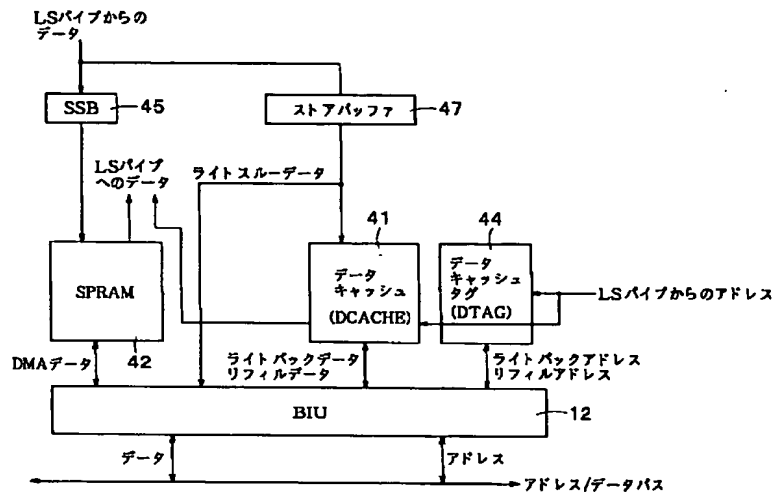 LSパイプからの
データ
SSB
45
ストアバッファ
47
LSパイプ
へのデータ
ライトスルーデータ
41
44
SPRAM
データ
キャッシュ
(DCACHE)
データ
キャッシュ
タグ
(DTAG)
LSパイプからのアドレス
42
DMAデータ
ライトバックデータ
リフィルデータ
ライトバックアドレス
リフィルアドレス
BIU
12
データ
アドレス
アドレス/データバス